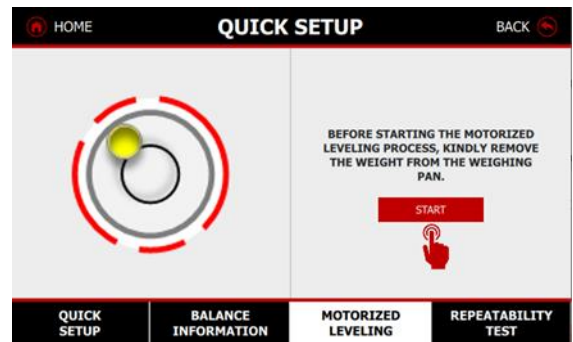 HOME
QUICK SETUP
BACK
BEFORE STARTING THE MOTORIZED
LEVELING PROCESS, KINDLY REMOVE
THE WEIGHT FROM THE WEIGHING
PAN.
START
QUICK
SETUP
BALANCE
INFORMATION
MOTORIZED
LEVELING
REPEATABILITY
TEST